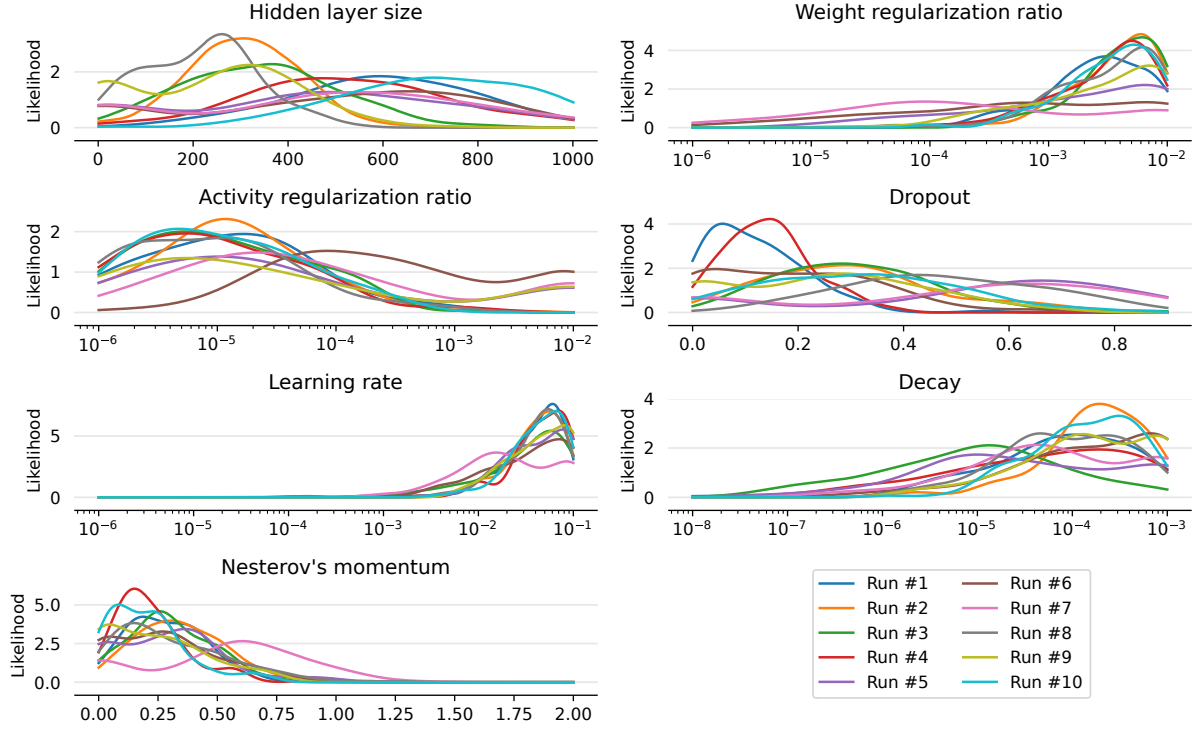 Hidden layer size
Likelihood
2
0
0 200 400 600 800 1000
Weight regularization ratio
Likelihood
4
2
0
10⁻⁶ 10⁻⁵ 10⁻⁴ 10⁻³ 10⁻²
Activity regularization ratio
Likelihood
2
1
0
10⁻⁶ 10⁻⁵ 10⁻⁴ 10⁻³ 10⁻²
Dropout
Likelihood
4
2
0
0.0 0.2 0.4 0.6 0.8
Learning rate
Likelihood
5
0
10⁻⁶ 10⁻⁵ 10⁻⁴ 10⁻³ 10⁻² 10⁻¹
Decay
Likelihood
4
2
0
10⁻⁸ 10⁻⁷ 10⁻⁶ 10⁻⁵ 10⁻⁴ 10⁻³
Nesterov's momentum
Likelihood
5.0
2.5
0.0
0.00 0.25 0.50 0.75 1.00 1.25 1.50 1.75 2.00
Run #1
Run #2
Run #3
Run #4
Run #5
Run #6
Run #7
Run #8
Run #9
Run #10